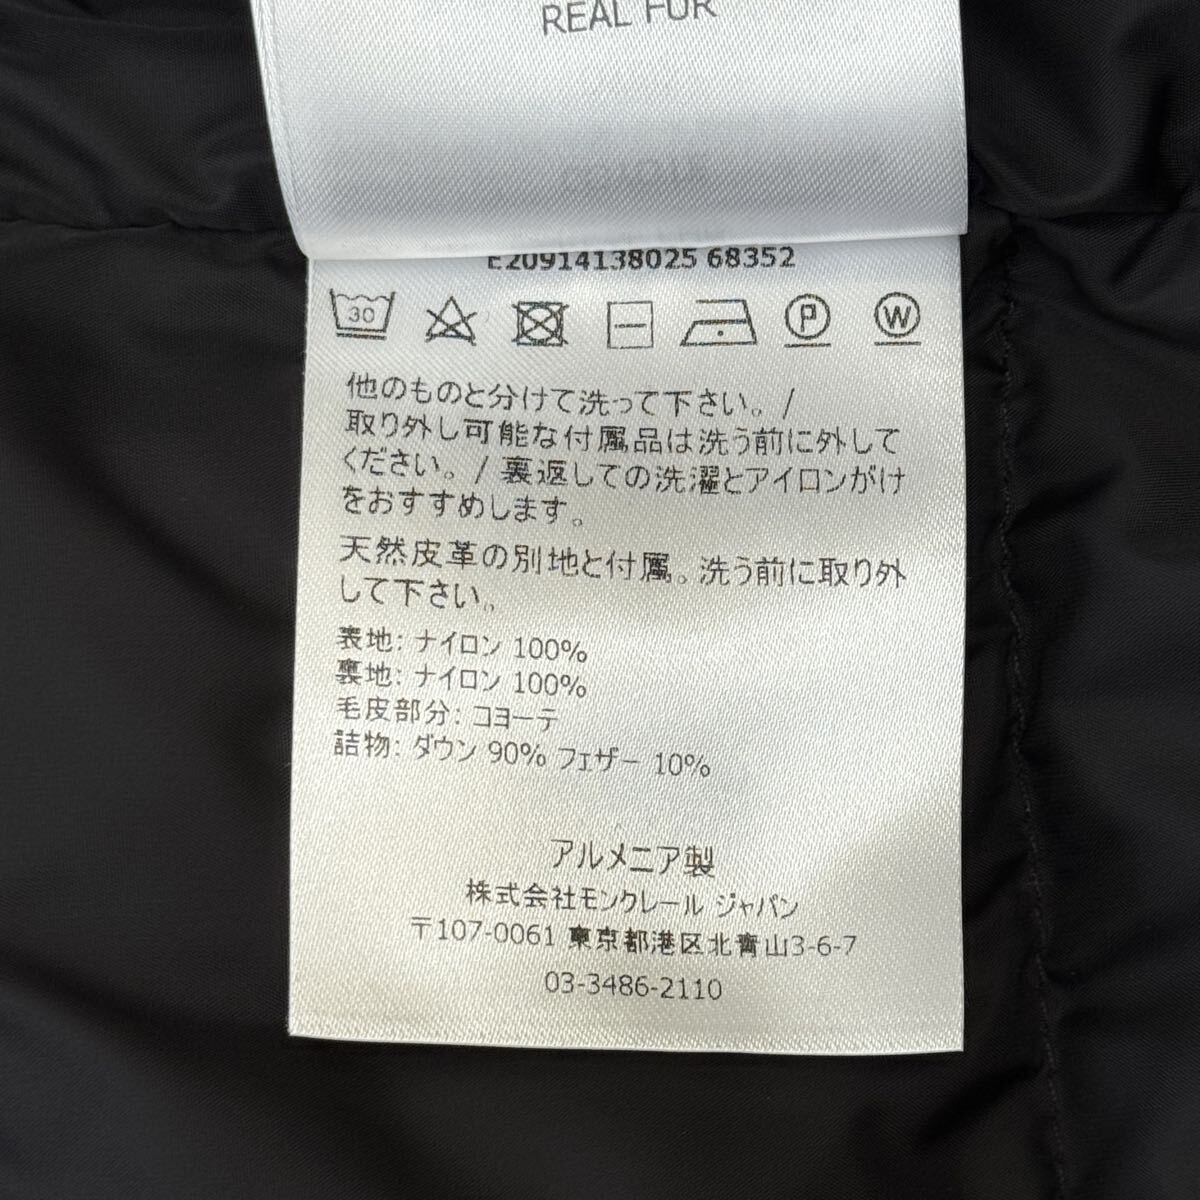 REAL FUR
E20914138025 68352
30
P
W
他のものと分けて洗って下さい。/
取り外し可能な付属品は洗う前に外して
ください。/ 裏返しての洗濯とアイロンがけ
をおすすめします。
天然皮革の別地と付属。洗う前に取り外
して下さい。
表地: ナイロン 100%
裏地: ナイロン 100%
毛皮部分: コヨーテ
詰物: ダウン 90% フェザー 10%
アルメニア製
株式会社モンクレール ジャパン
〒107-0061 東京都港区北青山3-6-7
03-3486-2110